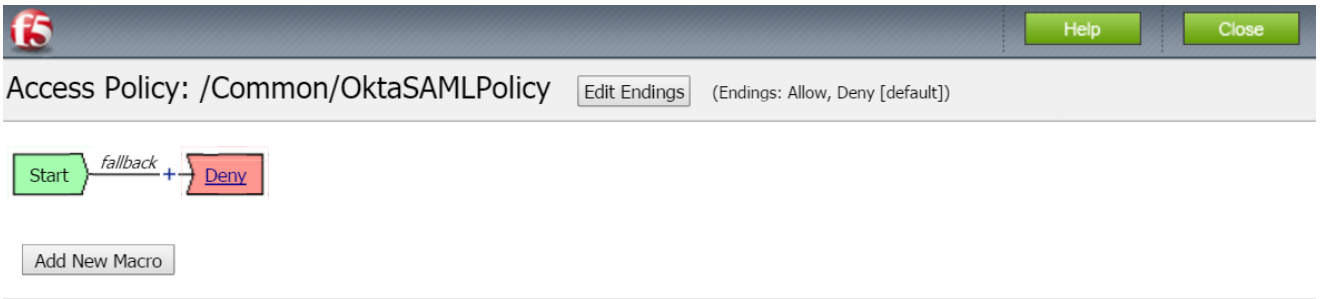 f5
Help
Close
Access Policy: /Common/OktaSAMLPolicy
Edit Endings
(Endings: Allow, Deny [default])
Start
fallback
+
Deny
Add New Macro